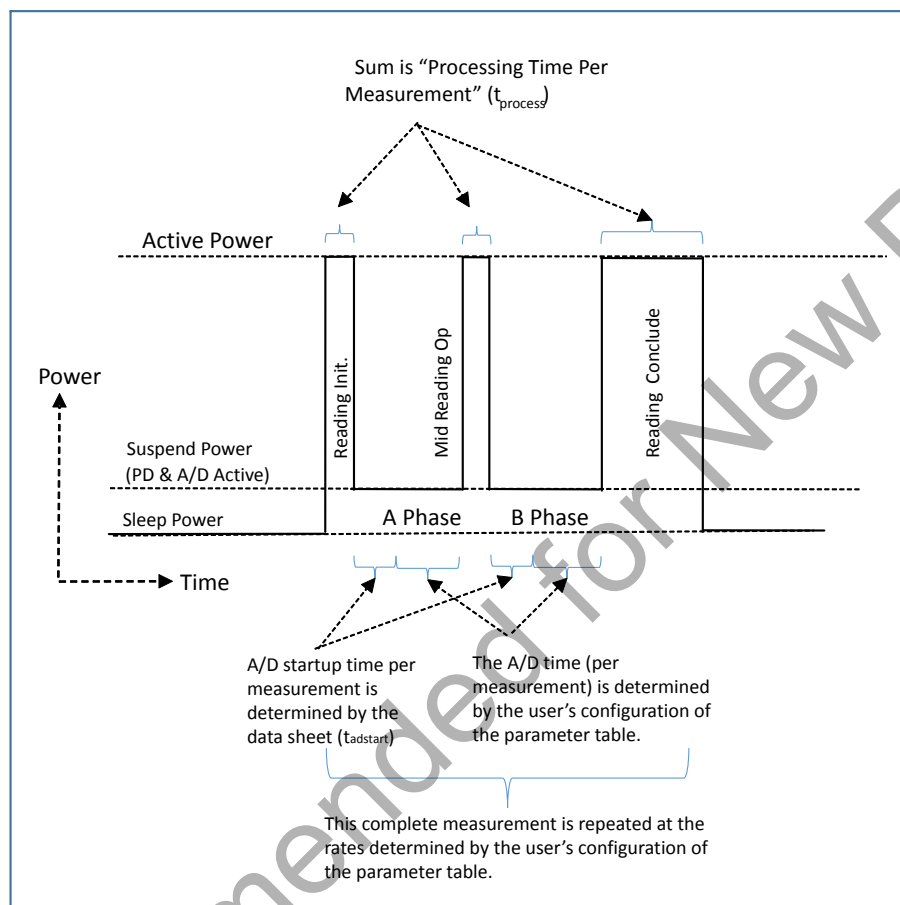 Sum is “Processing Time Per
Measurement” (tprocess)
Active Power
Reading Init.
Mid Reading Op
Reading Conclude
Power
Suspend Power
(PD & A/D Active)
Sleep Power
A Phase
B Phase
Time
A/D startup time per
measurement is
determined by the
data sheet (tadstart)
The A/D time (per
measurement) is determined
by the user’s configuration of
the parameter table.
This complete measurement is repeated at the
rates determined by the user’s configuration of
the parameter table.
mended for New